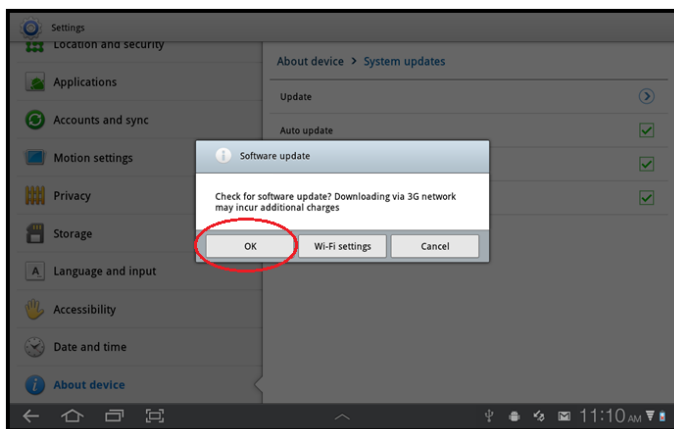 Settings
Location and security
Applications
Accounts and sync
Motion settings
Privacy
Storage
A Language and input
Accessibility
Date and time
About device
About device > System updates
Update
Auto update
Software update
Check for software update? Downloading via 3G network
may incur additional charges
OK Wi-Fi settings Cancel
11:10 AM